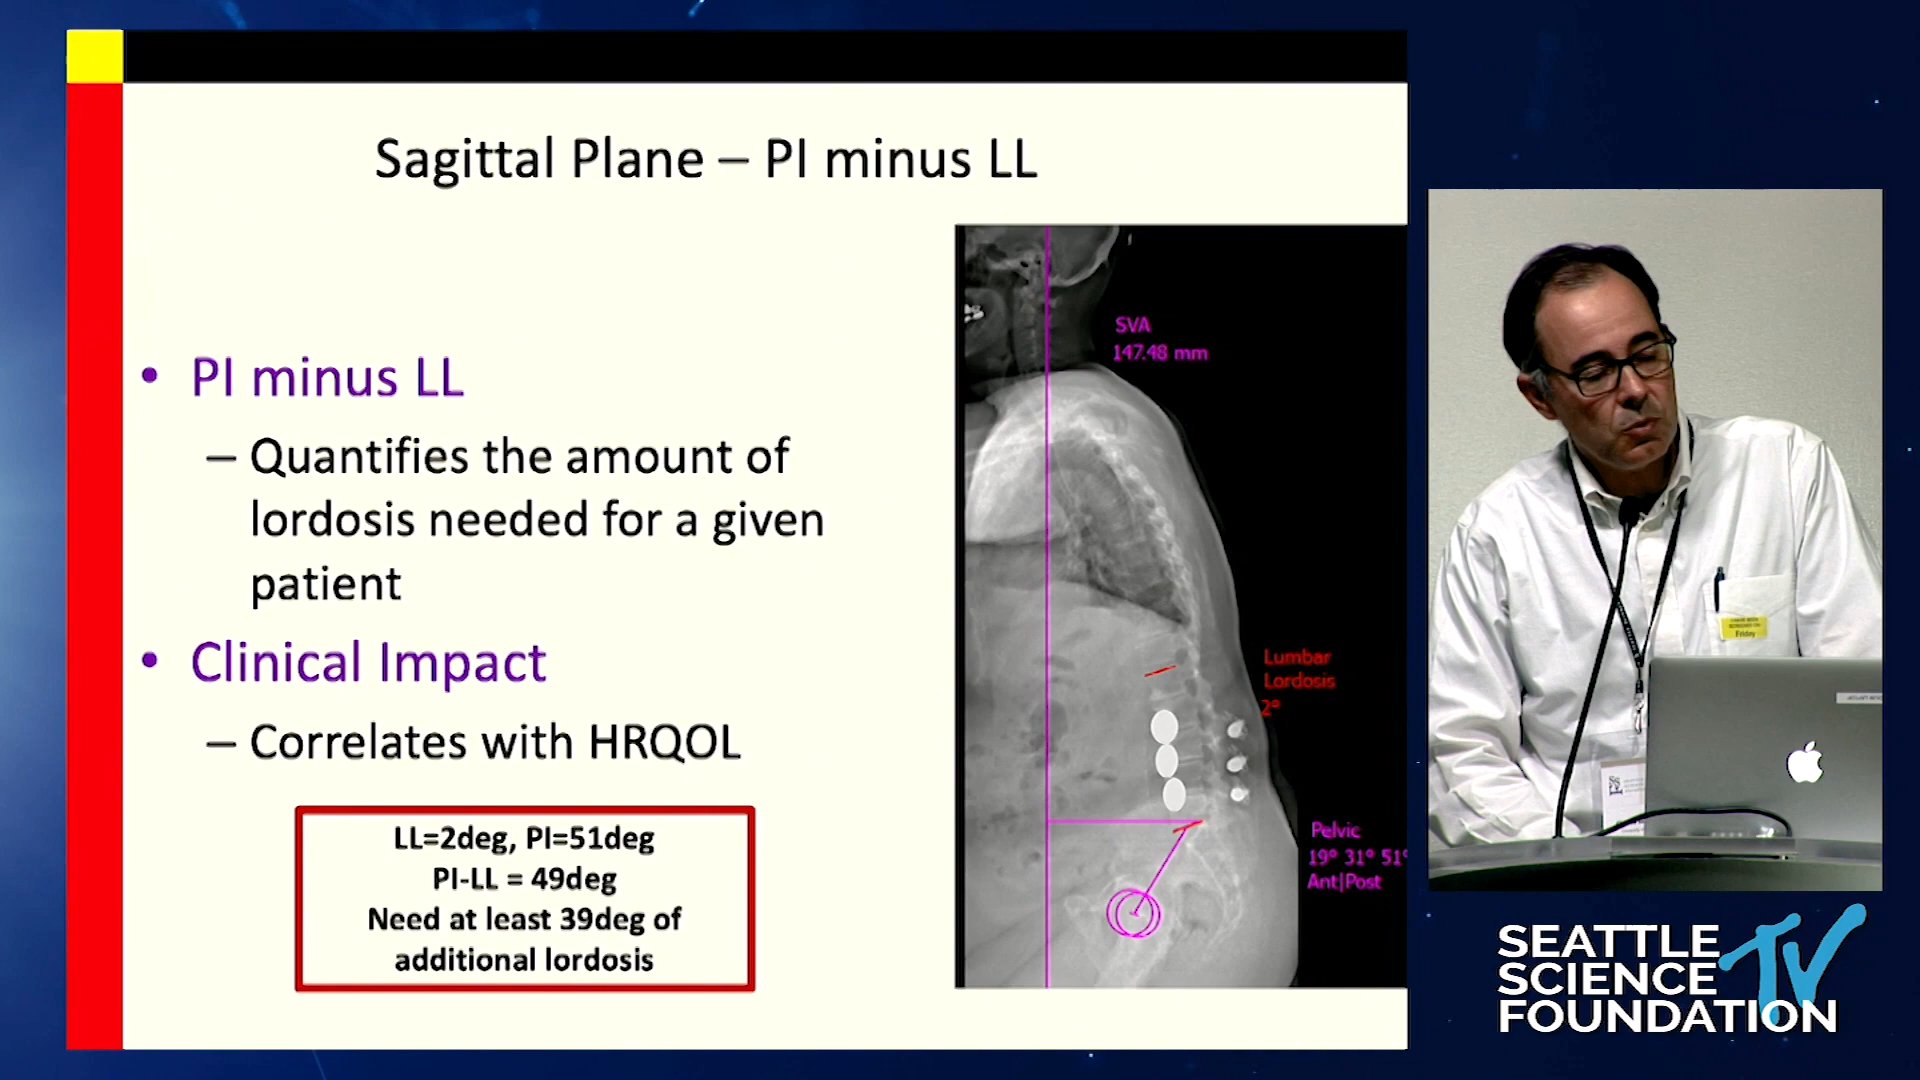 Sagittal Plane – PI minus LL
• PI minus LL
– Quantifies the amount of
lordosis needed for a given
patient
• Clinical Impact
– Correlates with HRQOL
LL=2deg, PI=51deg
PI-LL = 49deg
Need at least 39deg of
additional lordosis
SVA
147.48 mm
Lumbar
Lordosis
2°
Pelvic
19° 31° 51°
Ant|Post
Friday
SEATTLE
SCIENCE
FOUNDATION
TV